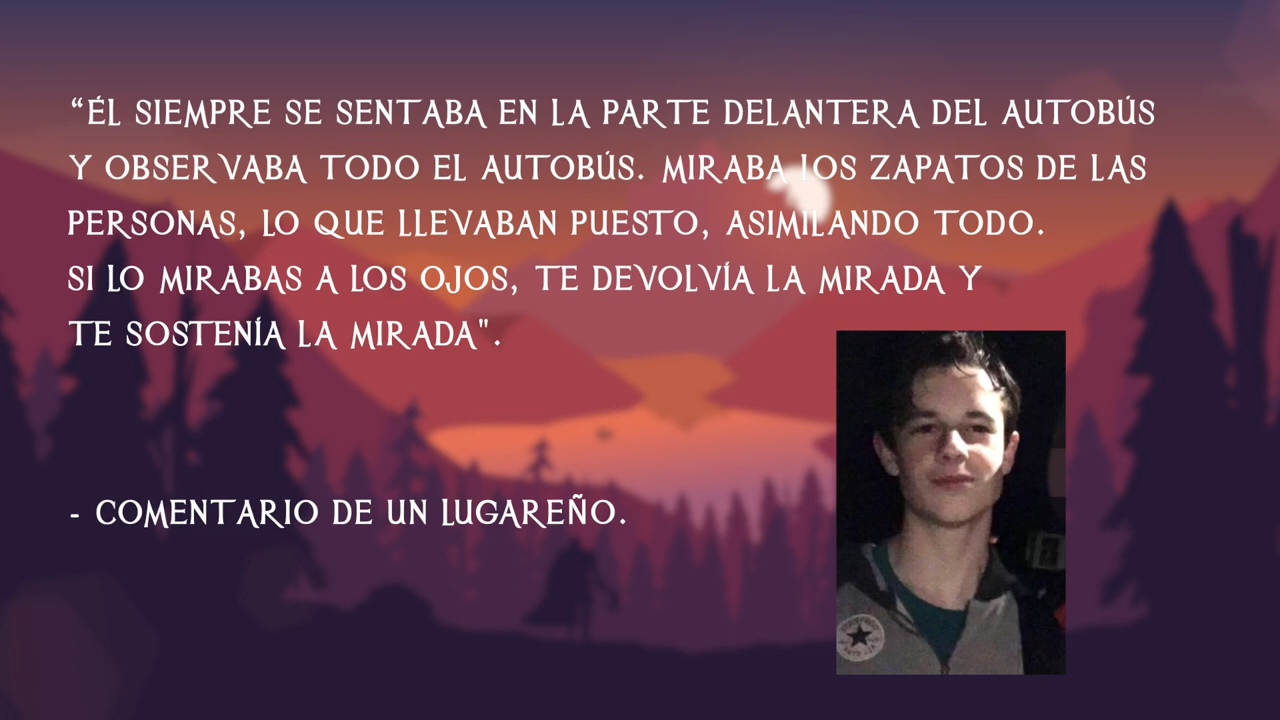 “ÉL SIEMPRE SE SENTABA EN LA PARTE DELANTERA DEL AUTOBÚS
Y OBSERVABA TODO EL AUTOBÚS. MIRABA LOS ZAPATOS DE LAS
PERSONAS, LO QUE LLEVABAN PUESTO, ASIMILANDO TODO.
SI LO MIRABAS A LOS OJOS, TE DEVOLVÍA LA MIRADA Y
TE SOSTENÍA LA MIRADA".
- COMENTARIO DE UN LUGAREÑO.